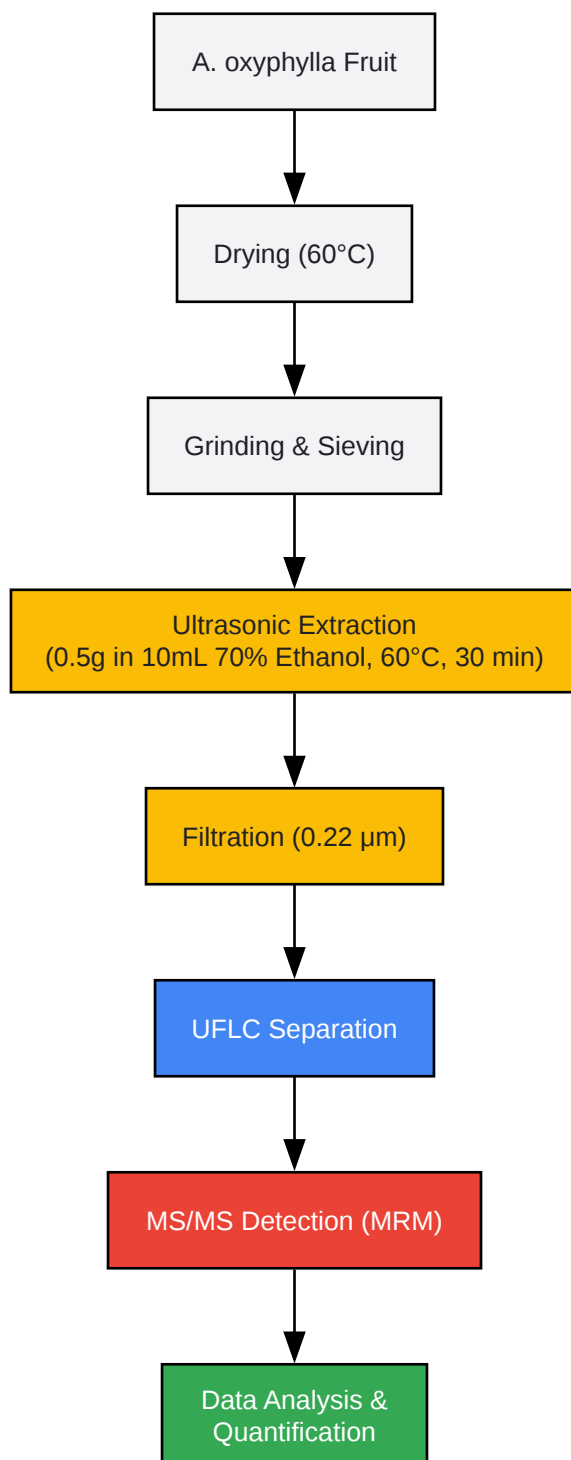 A. oxyphylla Fruit
Drying (60°C)
Grinding & Sieving
Ultrasonic Extraction
(0.5g in 10mL 70% Ethanol, 60°C, 30 min)
Filtration (0.22 μm)
UFLC Separation
MS/MS Detection (MRM)
Data Analysis &
Quantification